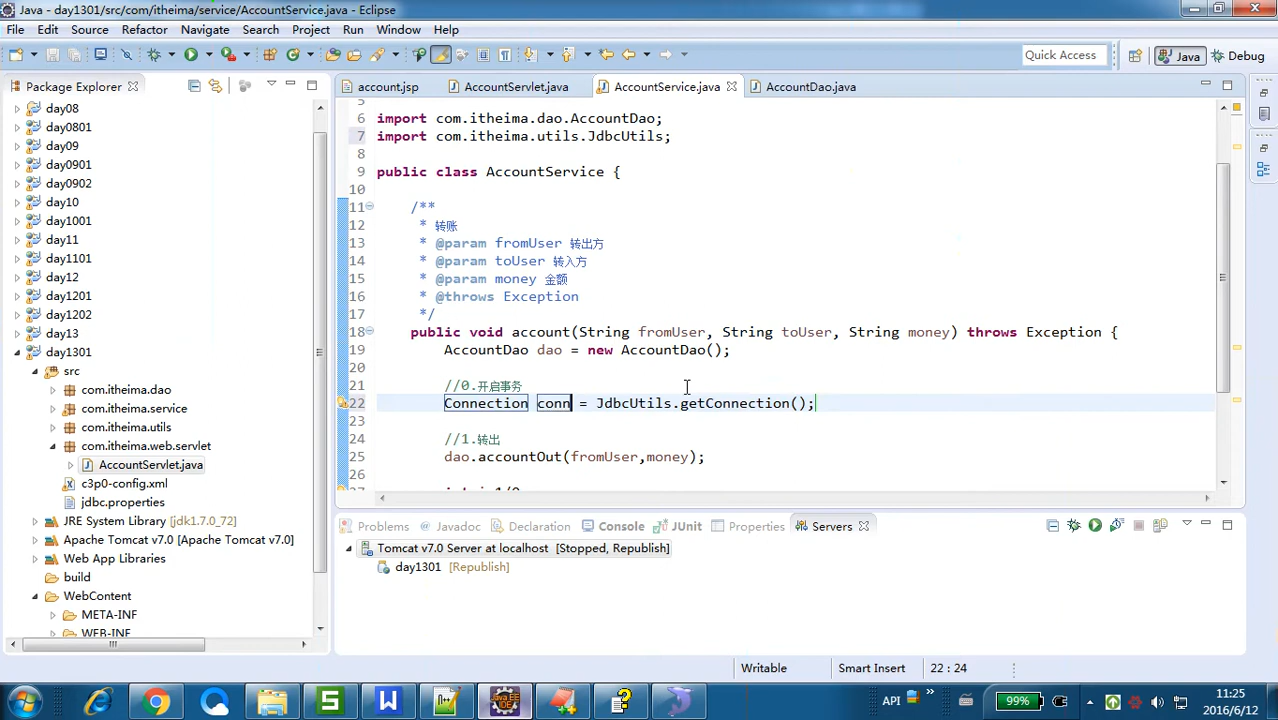 Java - day1301/src/com/itheima/service/AccountService.java - Eclipse
File Edit Source Refactor Navigate Search Project Run Window Help
Quick Access
Java
Debug
Package Explorer
day08
day0801
day09
day0901
day0902
day10
day1001
day11
day1101
day12
day1201
day1202
day13
day1301
src
com.itheima.dao
com.itheima.service
com.itheima.utils
com.itheima.web.servlet
AccountServlet.java
c3p0-config.xml
jdbc.properties
JRE System Library [jdk1.7.0_72]
Apache Tomcat v7.0 [Apache Tomcat v7.0]
Web App Libraries
build
WebContent
META-INF
WEB-INF
account.jsp
AccountServlet.java
AccountService.java
AccountDao.java
5
6 import com.itheima.dao.AccountDao;
7 import com.itheima.utils.JdbcUtils;
8
9 public class AccountService {
10
11 /**
12 * 转账
13 * @param fromUser 转出方
14 * @param toUser 转入方
15 * @param money 金额
16 * @throws Exception
17 */
18 public void account(String fromUser, String toUser, String money) throws Exception {
19 AccountDao dao = new AccountDao();
20
21 //0.开启事务
22 Connection conn = JdbcUtils.getConnection();
23
24 //1.转出
25 dao.accountOut(fromUser,money);
26
Problems
Javadoc
Declaration
Console
JUnit
Properties
Servers
Tomcat v7.0 Server at localhost [Stopped, Republish]
day1301 [Republish]
Writable
Smart Insert
22 : 24
API
99%
11:25
2016/6/12